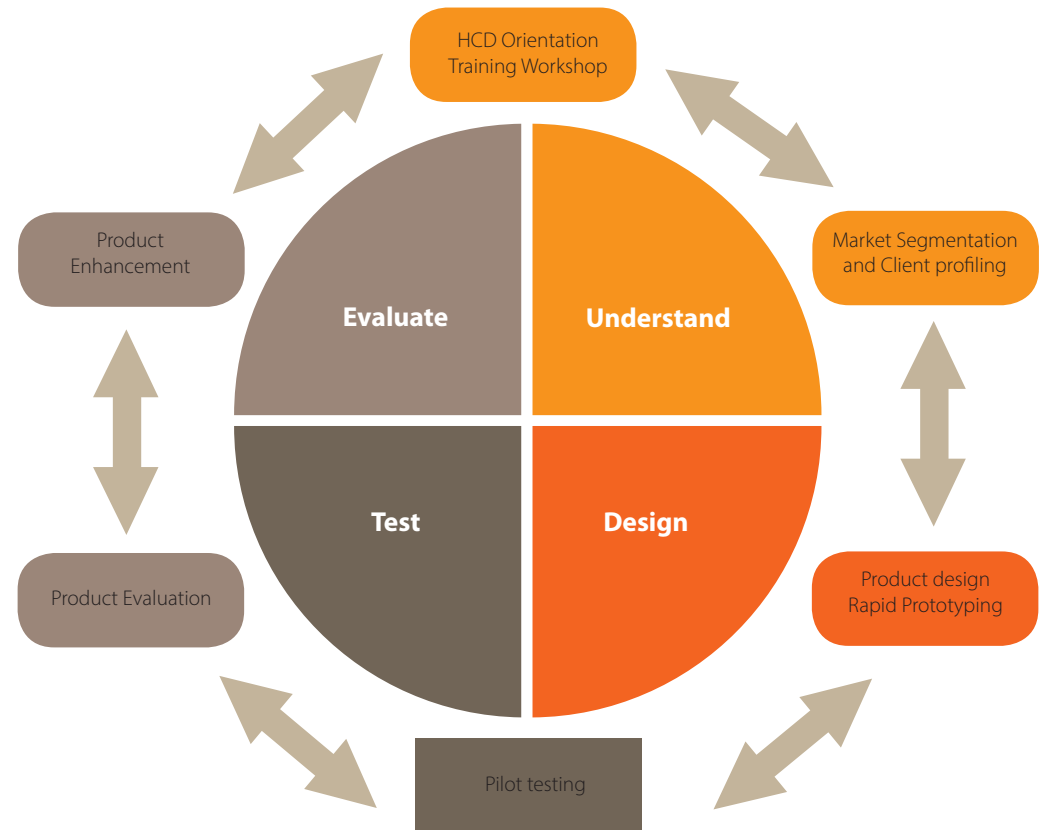 HCD Orientation
Training Workshop
Product
Enhancement
Market Segmentation
and Client profiling
Evaluate
Understand
Test
Design
Product Evaluation
Product design
Rapid Prototyping
Pilot testing